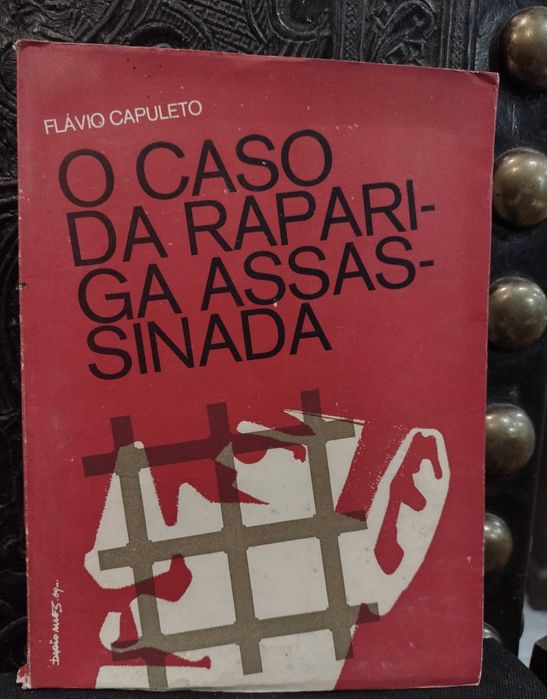 FLÁVIO CAPULETO
O CASO
DA RAPARI-
GA ASSAS-
SINADA